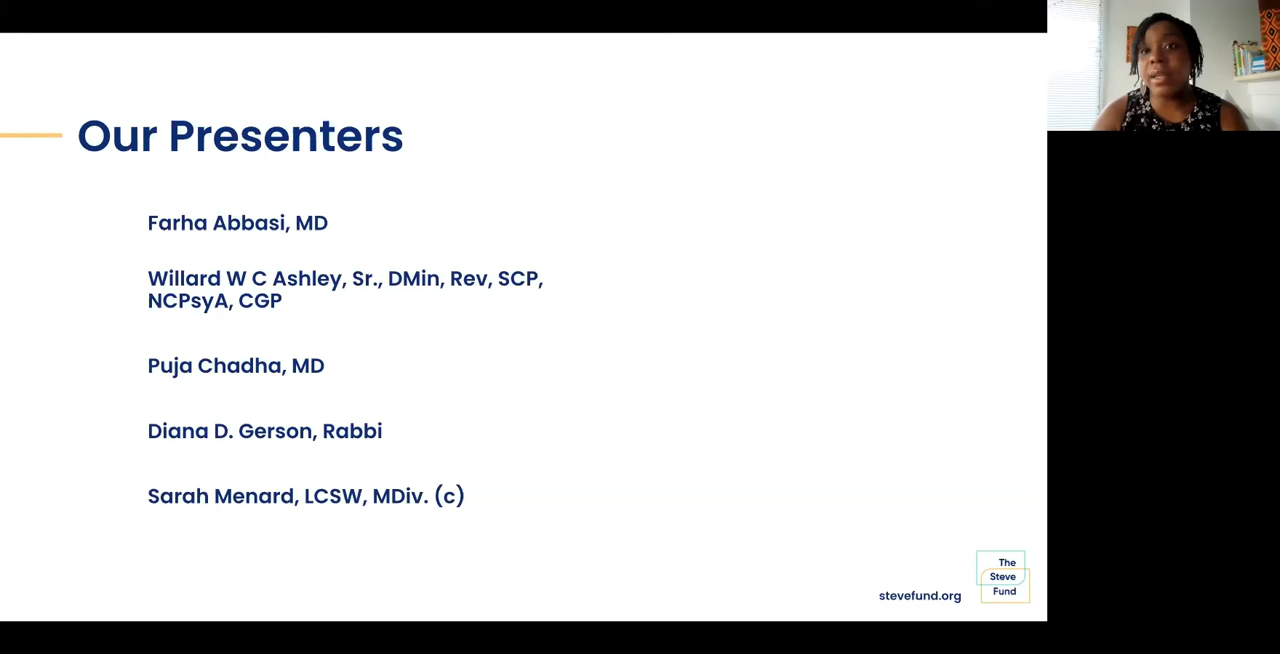 Our Presenters
Farha Abbasi, MD
Willard W C Ashley, Sr., DMin, Rev, SCP,
NCPsyA, CGP
Puja Chadha, MD
Diana D. Gerson, Rabbi
Sarah Menard, LCSW, MDiv. (c)
stevefund.org
The
Steve
Fund